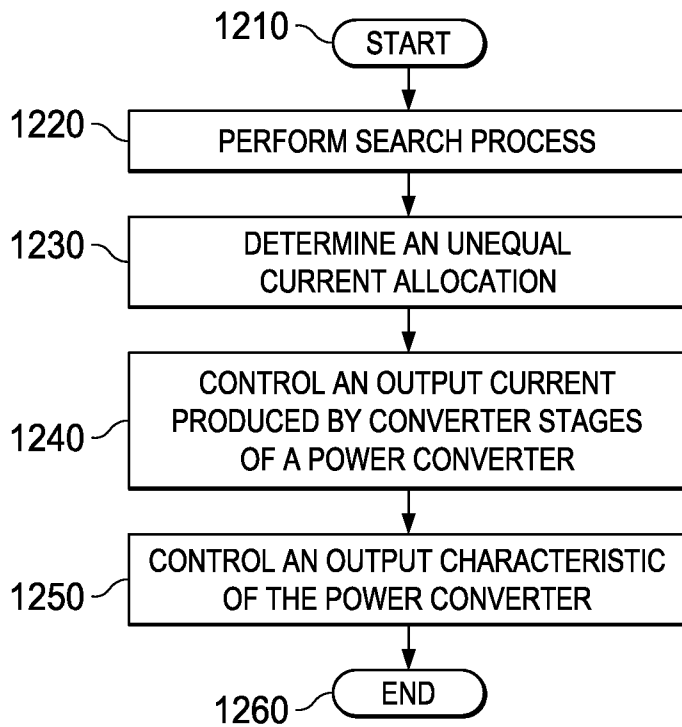 1210
START
1220
PERFORM SEARCH PROCESS
1230
DETERMINE AN UNEQUAL
CURRENT ALLOCATION
1240
CONTROL AN OUTPUT CURRENT
PRODUCED BY CONVERTER STAGES
OF A POWER CONVERTER
1250
CONTROL AN OUTPUT CHARACTERISTIC
OF THE POWER CONVERTER
1260
END